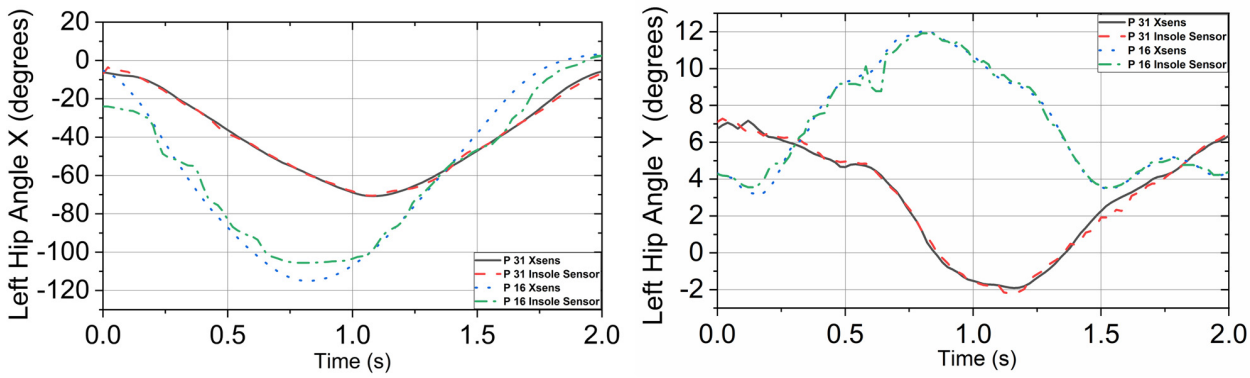 Left Hip Angle X (degrees)
20
0
-20
-40
-60
-80
-100
-120
0.0 0.5 1.0 1.5 2.0
Time (s)
P 31 Xsens
P 31 Insole Sensor
P 16 Xsens
P 16 Insole Sensor
Left Hip Angle Y (degrees)
14
12
10
8
6
4
2
0
-2
0.0 0.5 1.0 1.5 2.0
Time (s)
P 31 Xsens
P 31 Insole Sensor
P 16 Xsens
P 16 Insole Sensor